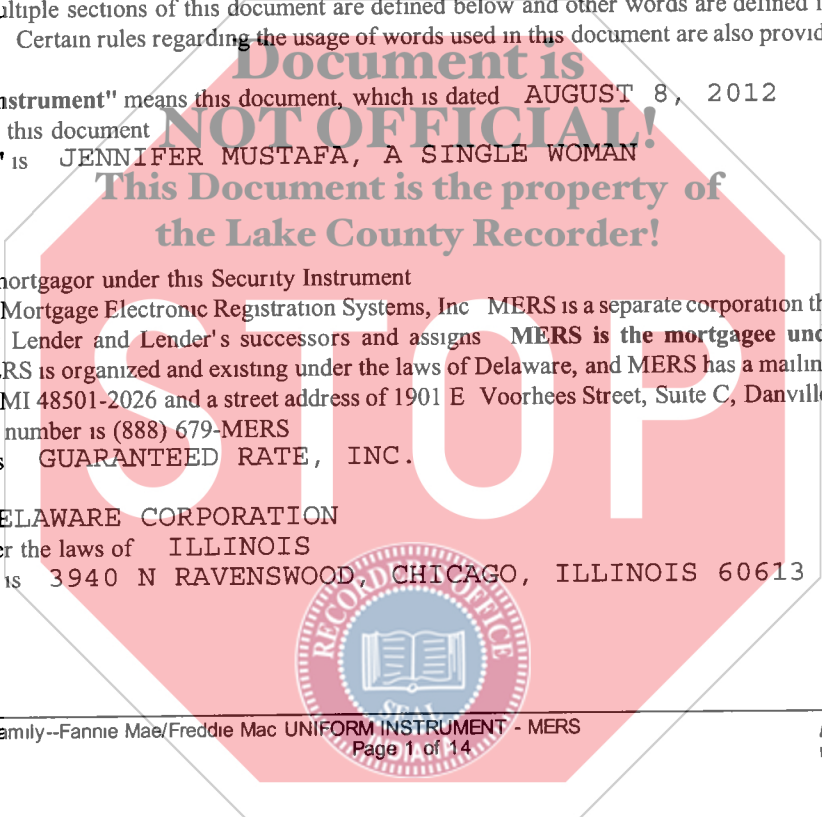 ultiple sections of this document are defined below and other words are defined
Certain rules regarding the usage of words used in this document are also provid
Document is
nstrument" means this document, which is dated AUGUST 8, 2012
NOT OFFICIAL!
this document
" is JENNIFER MUSTAFA, A SINGLE WOMAN
This Document is the property of
the Lake County Recorder!
mortgagor under this Security Instrument
Mortgage Electronic Registration Systems, Inc MERS is a separate corporation th
Lender and Lender's successors and assigns MERS is the mortgagee und
RS is organized and existing under the laws of Delaware, and MERS has a mailin
MI 48501-2026 and a street address of 1901 E Voorhees Street, Suite C, Danville
number is (888) 679-MERS
s GUARANTEED RATE, INC.
STOP
ELAWARE CORPORATION
r the laws of ILLINOIS
is 3940 N RAVENSWOOD, CHICAGO, ILLINOIS 60613
RECORDER'S OFFICE
SEAL
INDIANA
amily--Fannie Mae/Freddie Mac UNIFORM INSTRUMENT - MERS
Page 1 of 14